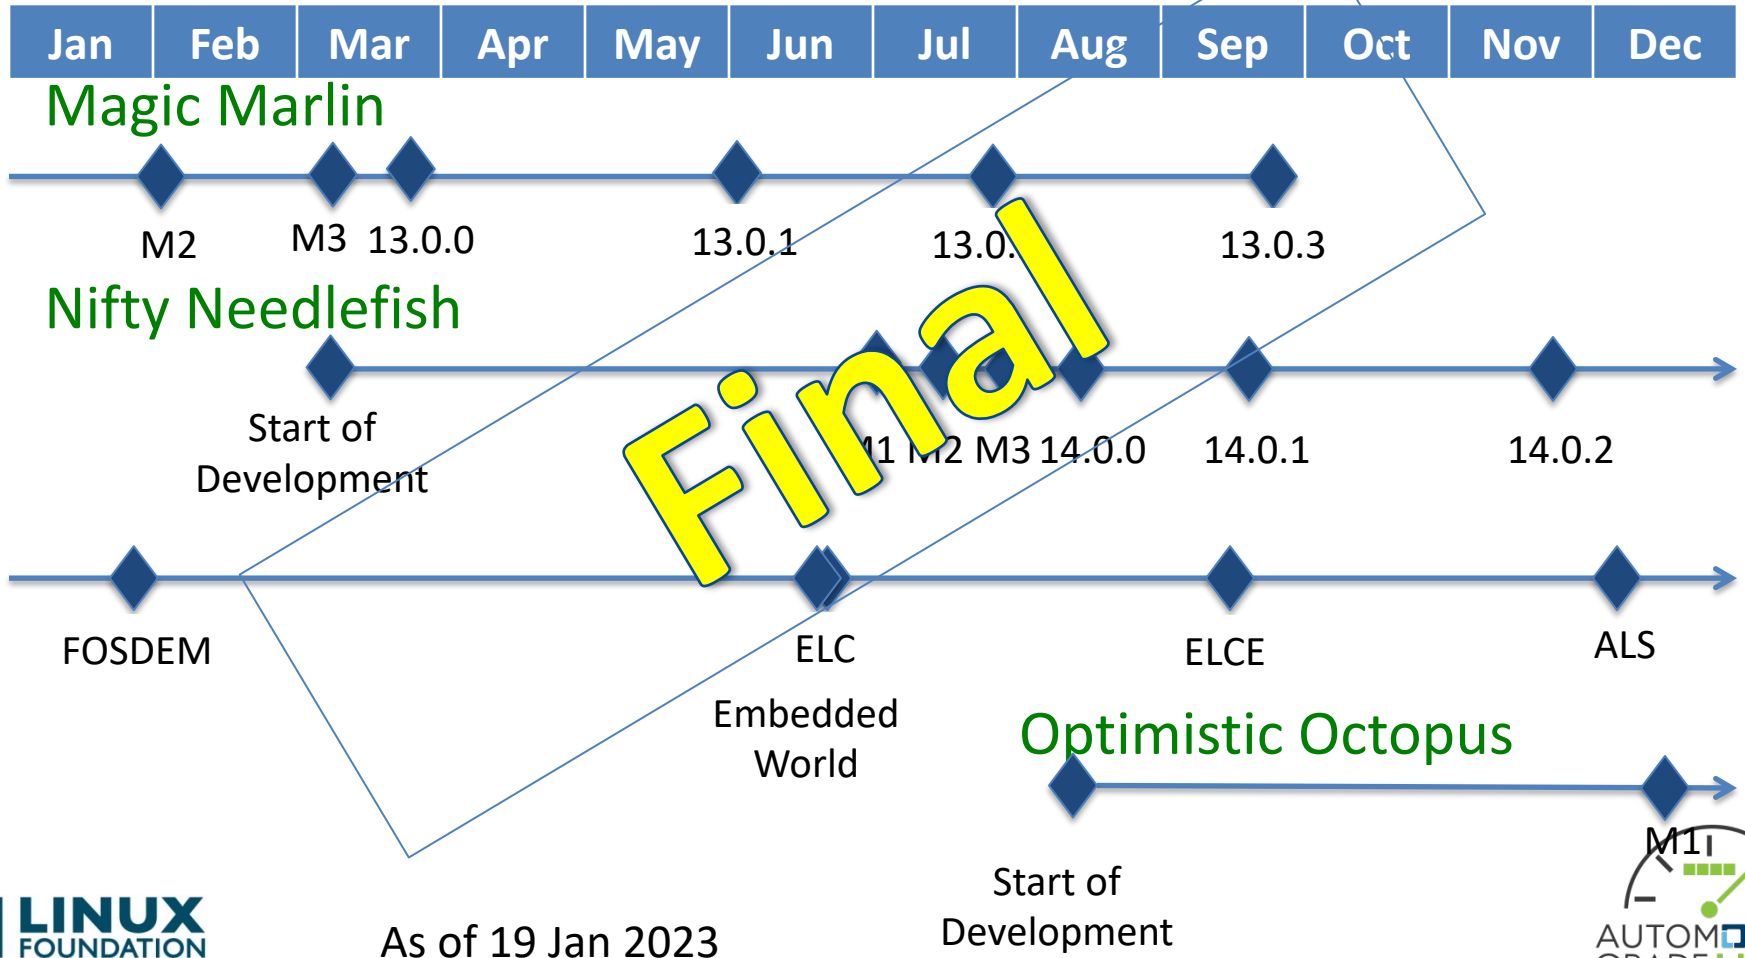 Jan Feb Mar Apr May Jun Jul Aug Sep Oct Nov Dec
Magic Marlin
M2 M3 13.0.0 13.0.1 13.0. 13.0.3
Nifty Needlefish
Start of
Development
M2 M3 14.0.0 14.0.1 14.0.2
Final
FOSDEM ELC ELCE ALS
Embedded
World
Optimistic Octopus
M1
Start of
Development
LINUX
FOUNDATION
As of 19 Jan 2023